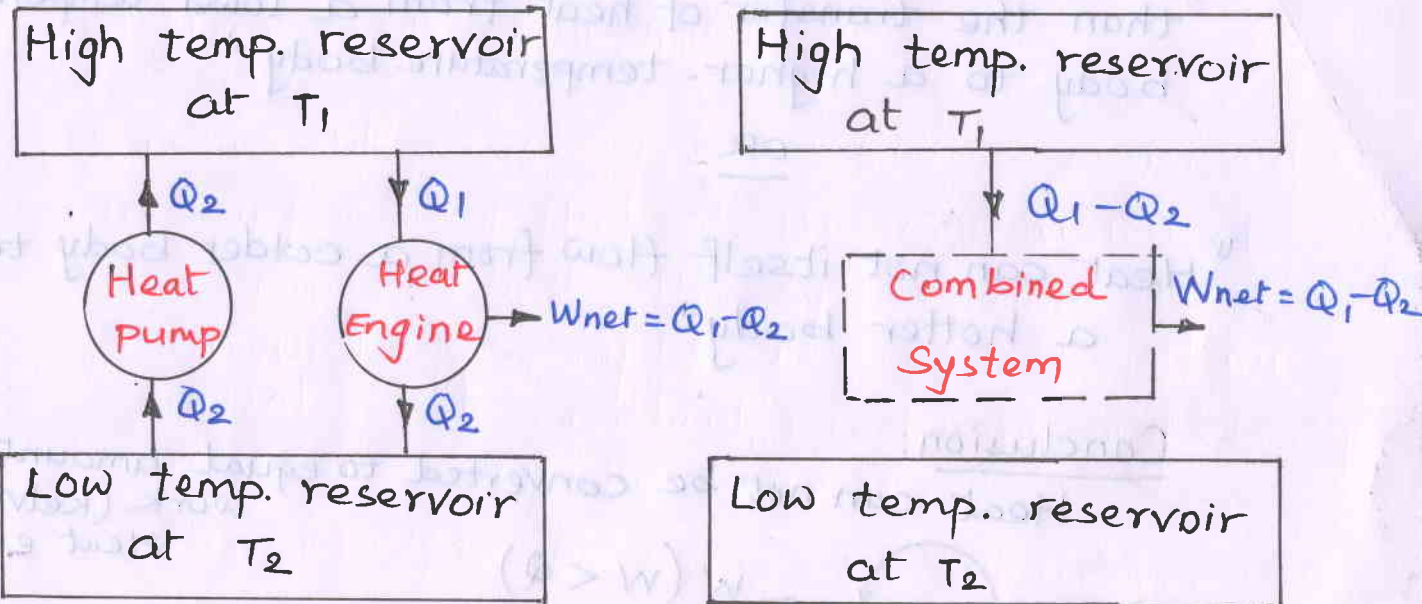 High temp. reservoir
at T1
Q2
Q1
Heat
pump
Heat
Engine
Wnet = Q1-Q2
Q2
Q2
Low temp. reservoir
at T2
High temp. reservoir
at T1
Q1-Q2
Combined
System
Wnet = Q1-Q2
Low temp. reservoir
at T2